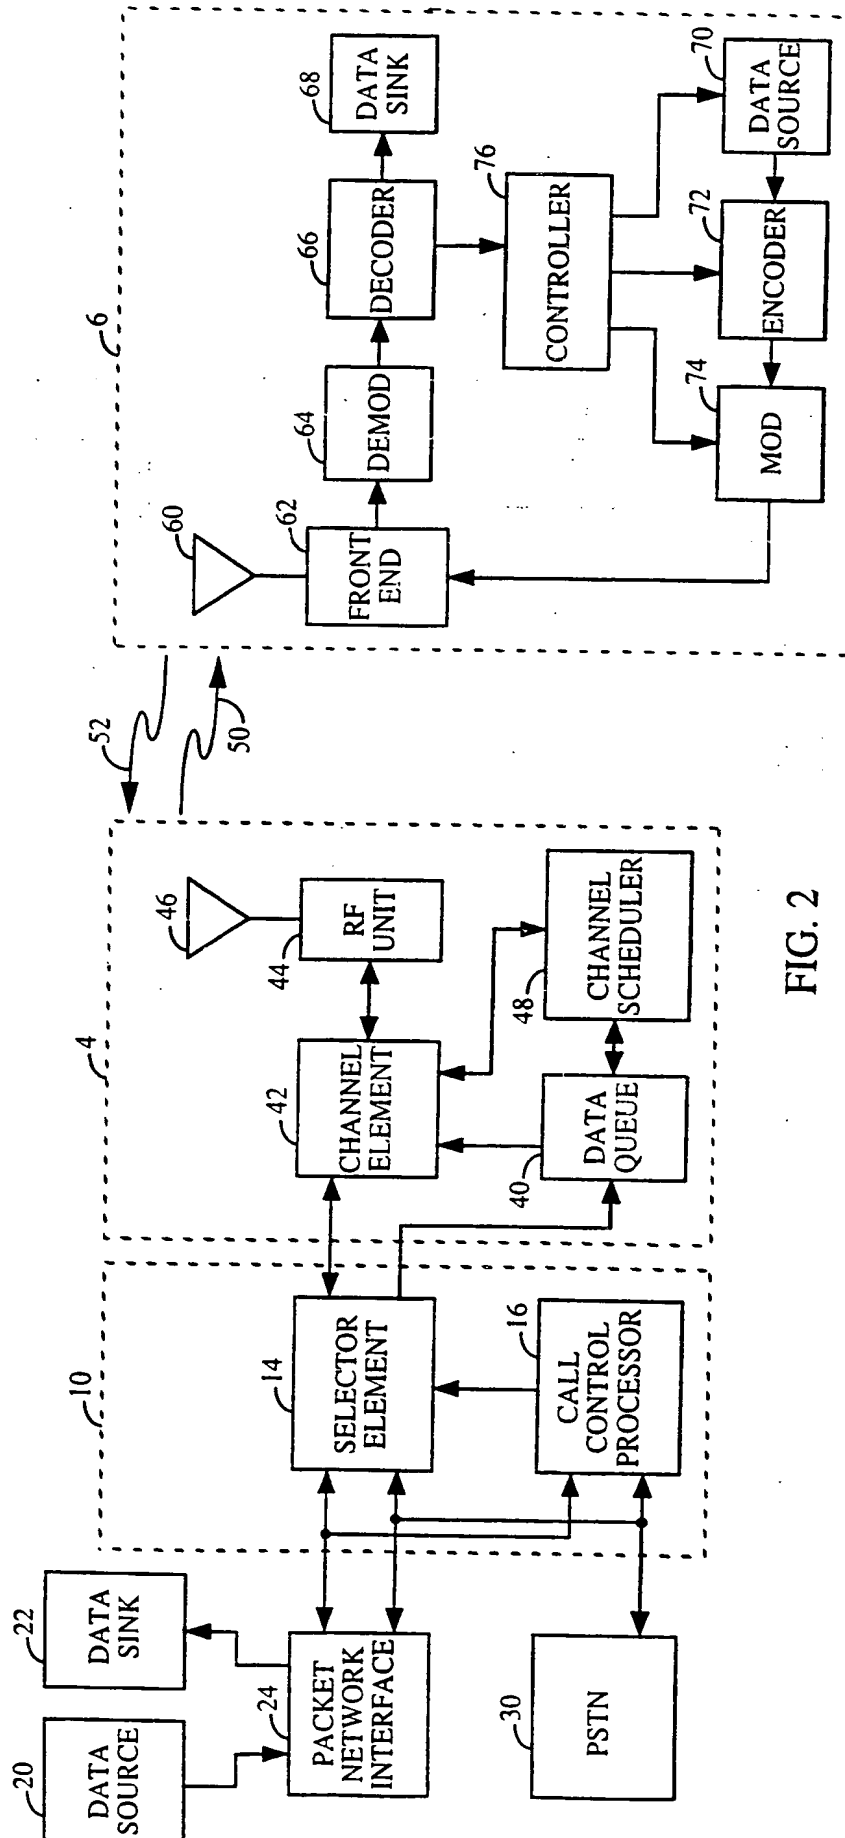 20
DATA
SOURCE
22
DATA
SINK
24
PACKET
NETWORK
INTERFACE
30
PSTN
10
14
SELECTOR
ELEMENT
16
CALL
CONTROL
PROCESSOR
4
42
CHANNEL
ELEMENT
44
RF
UNIT
46
40
DATA
QUEUE
48
CHANNEL
SCHEDULER
52
50
6
60
62
FRONT
END
64
DEMOD
66
DECODER
68
DATA
SINK
76
CONTROLLER
74
MOD
72
ENCODER
70
DATA
SOURCE
FIG. 2